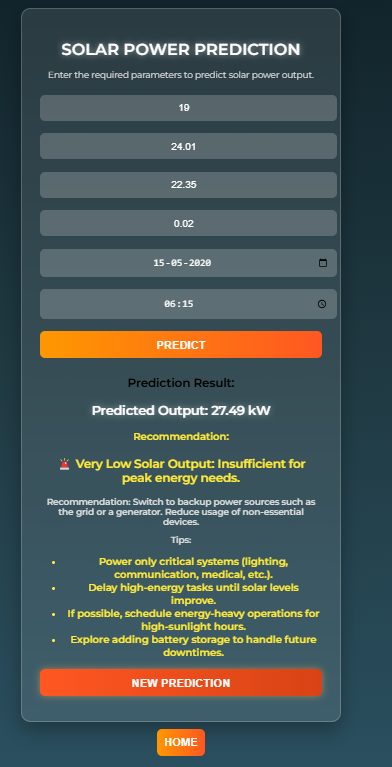 SOLAR POWER PREDICTION
Enter the required parameters to predict solar power output.
19
24.01
22.35
0.02
15-05-2020
06:15
PREDICT
Prediction Result:
Predicted Output: 27.49 kW
Recommendation:
🚨 Very Low Solar Output: Insufficient for
peak energy needs.
Recommendation: Switch to backup power sources such as
the grid or a generator. Reduce usage of non-essential
devices.
Tips:
• Power only critical systems (lighting,
communication, medical, etc.).
• Delay high-energy tasks until solar levels
improve.
• If possible, schedule energy-heavy operations for
high-sunlight hours.
• Explore adding battery storage to handle future
downtimes.
NEW PREDICTION
HOME